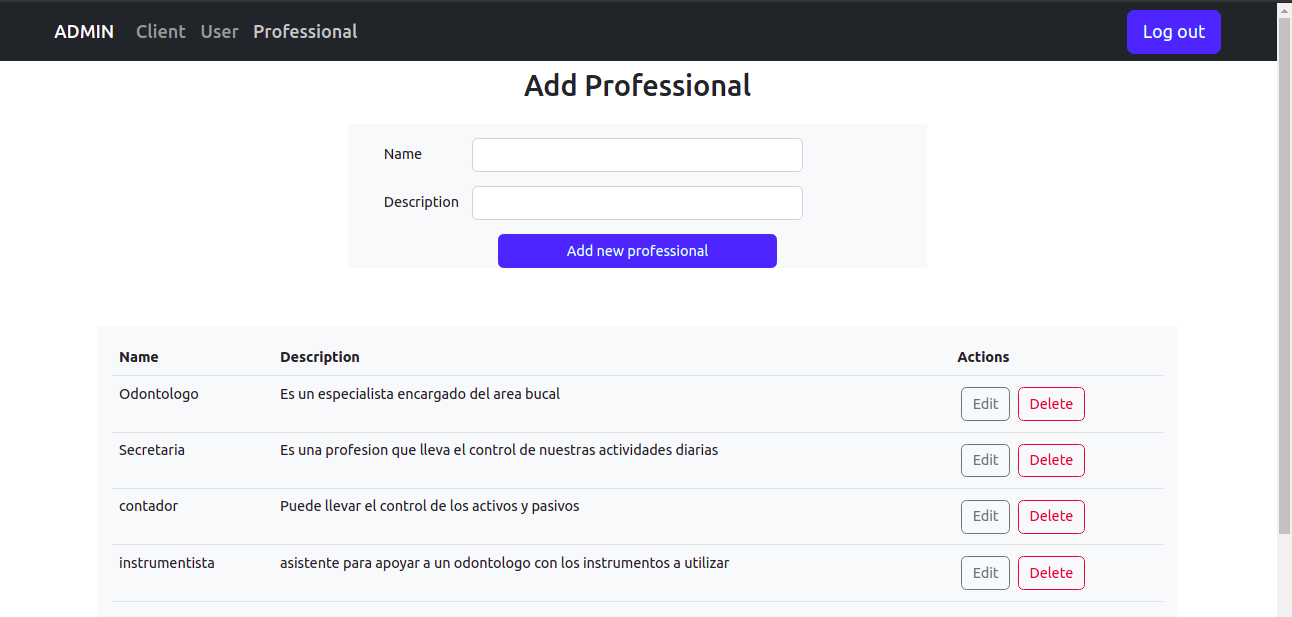 ADMIN Client User Professional Log out
Add Professional
Name
Description
Add new professional
Name Description Actions
Odontologo Es un especialista encargado del area bucal Edit Delete
Secretaria Es una profesion que lleva el control de nuestras actividades diarias Edit Delete
contador Puede llevar el control de los activos y pasivos Edit Delete
instrumentista asistente para apoyar a un odontologo con los instrumentos a utilizar Edit Delete